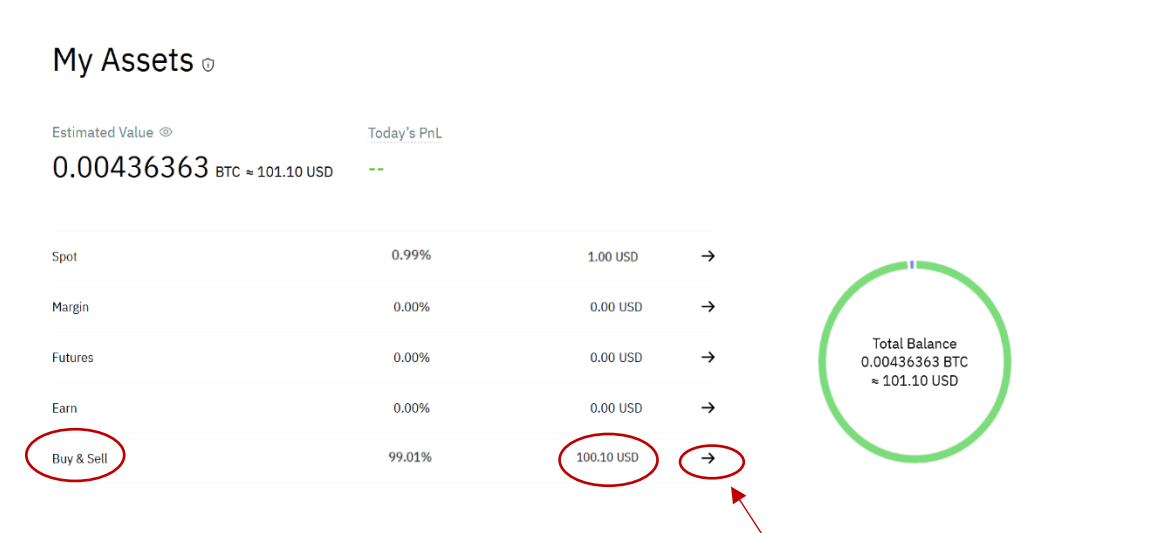 My Assets
Estimated Value
Today's PnL
0.00436363 BTC ≈ 101.10 USD
--
Spot 0.99% 1.00 USD →
Margin 0.00% 0.00 USD →
Futures 0.00% 0.00 USD →
Earn 0.00% 0.00 USD →
Buy & Sell 99.01% 100.10 USD →
Total Balance
0.00436363 BTC
≈ 101.10 USD